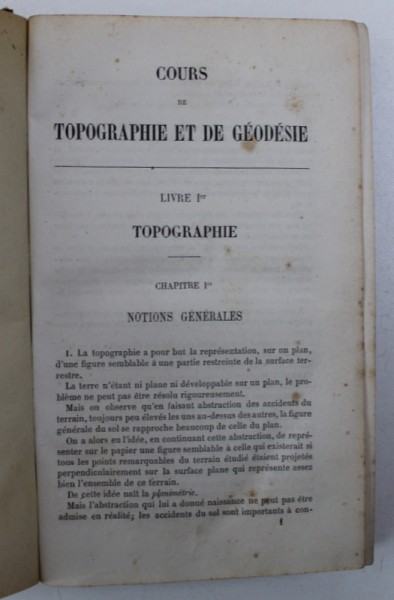 COURS
DE
TOPOGRAPHIE ET DE GÉODÉSIE
LIVRE Ier
TOPOGRAPHIE
CHAPITRE Ier
NOTIONS GÉNÉRALES
1. La topographie a pour but la représentation, sur un plan,
d'une figure semblable à une partie restreinte de la surface ter-
restre.
La terre n'étant ni plane ni développable sur un plan, le pro-
blème ne peut pas être résolu rigoureusement.
Mais on observe qu'en faisant abstraction des accidents du
terrain, toujours peu élevés les uns au-dessus des autres, la figure
générale du sol se rapproche beaucoup de celle du plan.
On a alors eu l'idée, en continuant cette abstraction, de repré-
senter sur le papier une figure semblable à celle qui existerait si
tous les points remarquables du terrain étudié étaient projetés
perpendiculairement sur la surface plane qui représente assez
bien l'ensemble de ce terrain.
De cette idée naît la planimétrie.
Mais l'abstraction qui lui a donné naissance ne peut pas être
admise en réalité; les accidents du sol sont importants à con-
1